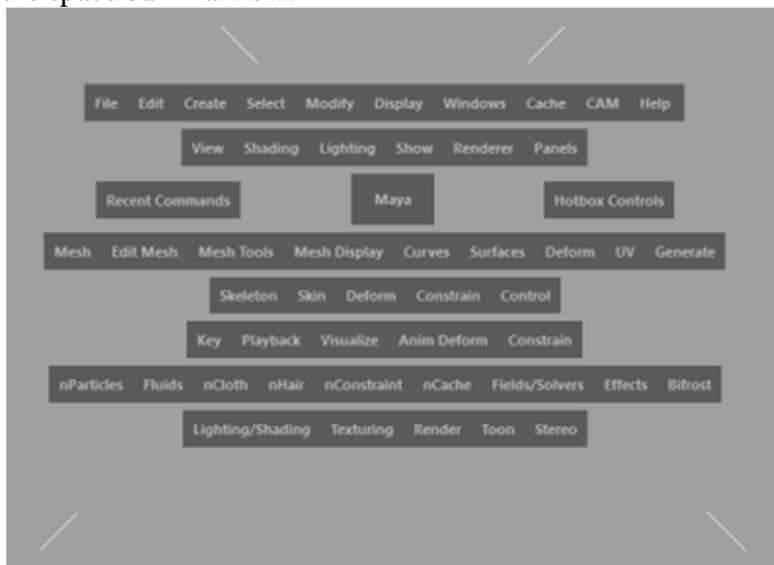 File Edit Create Select Modify Display Windows Cache CAM Help
View Shading Lighting Show Renderer Panels
Recent Commands Maya Hotbox Controls
Mesh Edit Mesh Mesh Tools Mesh Display Curves Surfaces Deform UV Generate
Skeleton Skin Deform Constrain Control
Key Playback Visualize Anim Deform Constrain
nParticles Fluids nCloth nHair nConstraint nCache Fields/Solvers Effects Bifrost
Lighting/Shading Texturing Render Toon Stereo